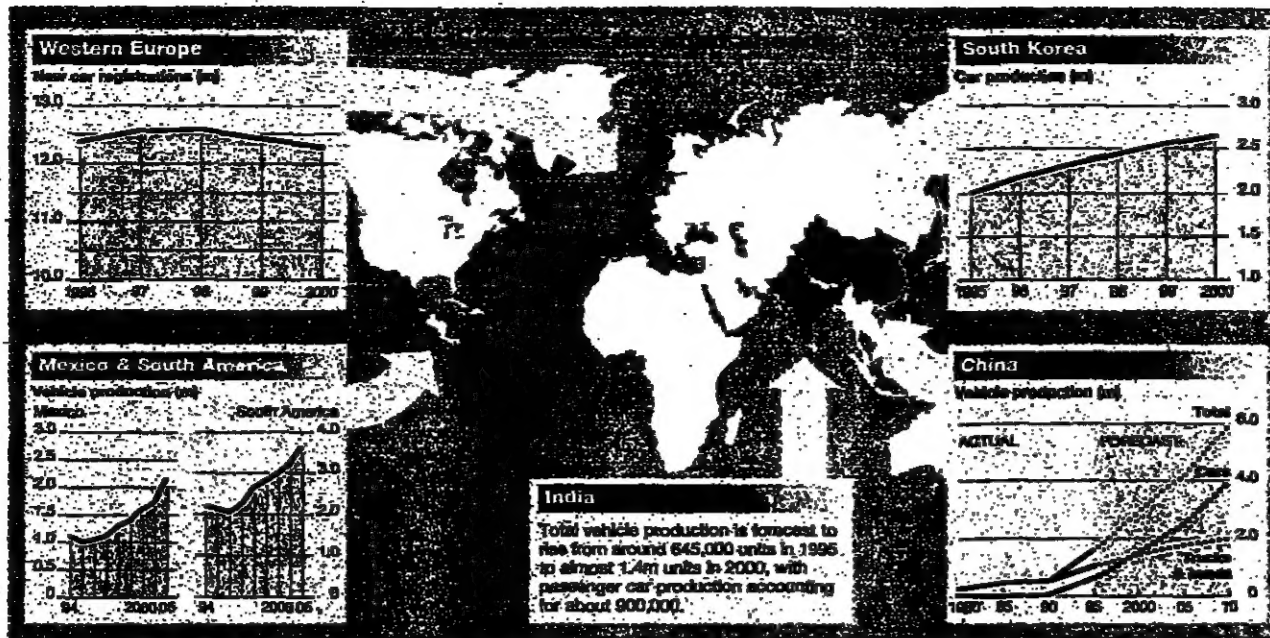 Western Europe
New car registrations (m)
13.0
12.0
11.0
10.0
1996 97 98 99 2000
South Korea
Car production (m)
3.0
2.5
2.0
1.5
1.0
1995 96 97 98 99 2000
Mexico & South America
Vehicle production (m)
Mexico South America
3.0
2.5
2.0
1.5
1.0
0.5
0
4.0
3.0
2.0
1.0
0
94
94
India
Total vehicle production is forecast to
rise from around 645,000 units in 1995
to almost 1.4m units in 2000, with
passenger car production accounting
for about 900,000.
China
Vehicle production (m)
Total
6.0
ACTUAL FORECAST
Cars
4.0
2.0
0
1980 85 90 95 2000 05 10